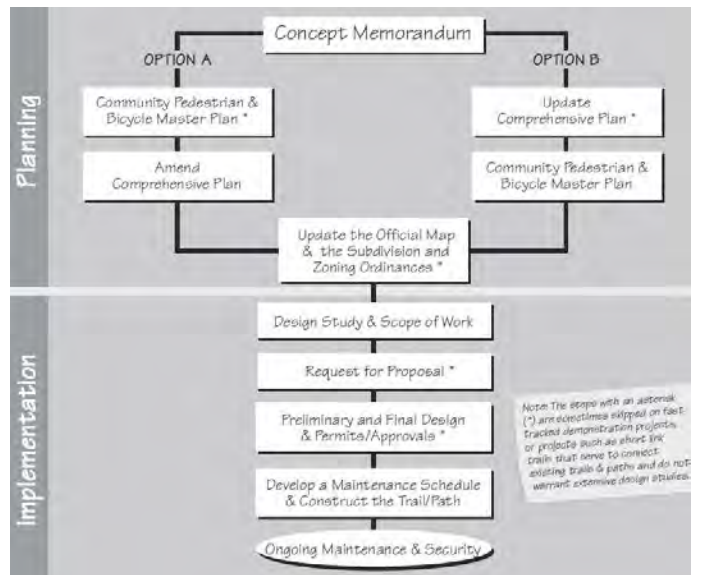 Concept Memorandum
OPTION A
OPTION B
Planning
Community Pedestrian &
Bicycle Master Plan *
Amend
Comprehensive Plan
Update
Comprehensive Plan *
Community Pedestrian &
Bicycle Master Plan
Update the Official Map
& the Subdivision and
Zoning Ordinances *
Implementation
Design Study & Scope of Work
Request for Proposal *
Preliminary and Final Design
& Permits/Approvals *
Develop a Maintenance Schedule
& Construct the Trail/Path
Ongoing Maintenance & Security
Note: The steps with an asterisk
(*) are sometimes skipped on fast
tracked demonstration projects,
or projects such as short link
trails that serve to connect
existing trails & paths and do not
warrant extensive design studies.